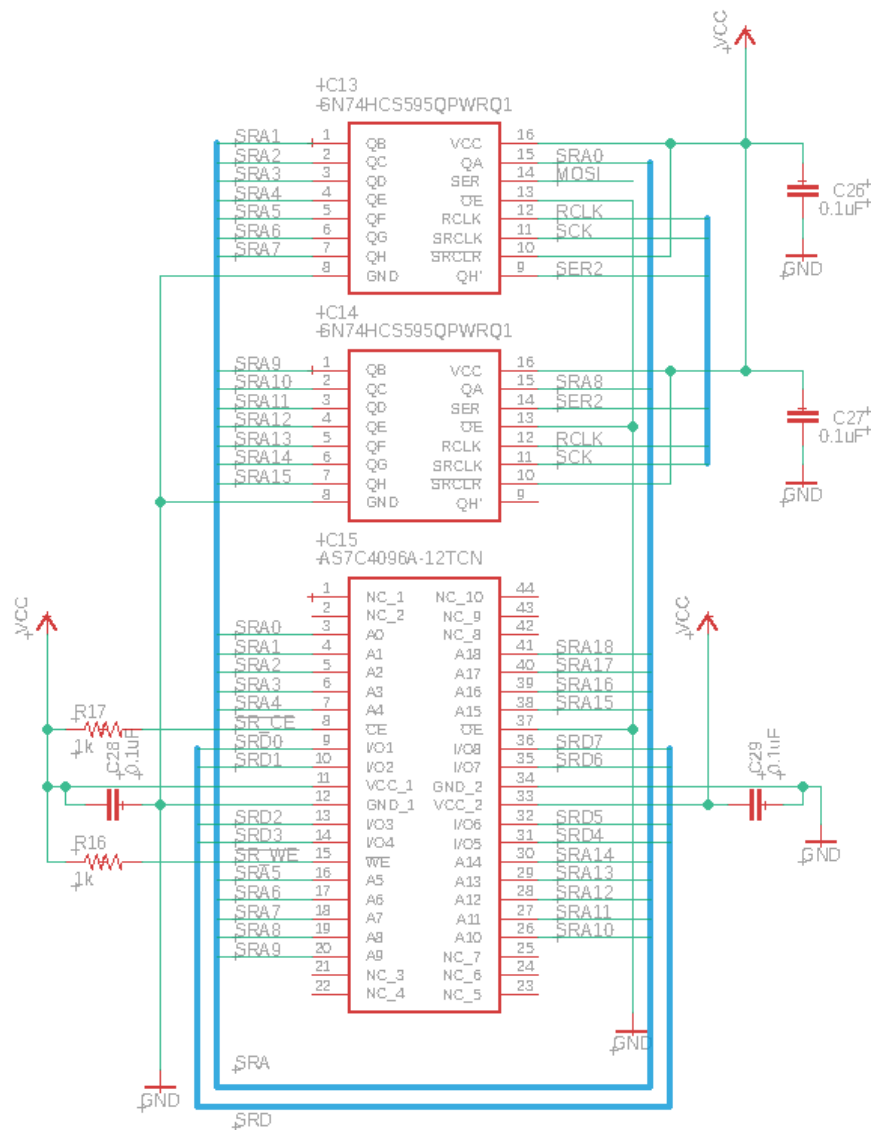 VCC
C13
SN74HCS595QPWRQ1
SRA1 1 QB VCC 16
SRA2 2 QC QA 15 SRA0
SRA3 3 QD SER 14 MOSI
SRA4 4 QE OE 13
SRA5 5 QF RCLK 12 RCLK
SRA6 6 QG SRCLK 11 SCK
SRA7 7 QH SRCLR 10
8 GND QH' 9 SER2
C26
0.1uF
GND
C14
SN74HCS595QPWRQ1
SRA9 1 QB VCC 16
SRA10 2 QC QA 15 SRA8
SRA11 3 QD SER 14 SER2
SRA12 4 QE OE 13
SRA13 5 QF RCLK 12 RCLK
SRA14 6 QG SRCLK 11 SCK
SRA15 7 QH SRCLR 10
8 GND QH' 9
C27
0.1uF
GND
C15
AS7C4096A-12TCN
1 NC_1 NC_10 44
2 NC_2 NC_9 43
SRA0 3 A0 NC_8 42
SRA1 4 A1 A18 41 SRA18
SRA2 5 A2 A17 40 SRA17
SRA3 6 A3 A16 39 SRA16
SRA4 7 A4 A15 38 SRA15
SR_CE 8 CE OE 37
SRD0 9 I/O1 I/O8 36 SRD7
SRD1 10 I/O2 I/O7 35 SRD6
11 VCC_1 GND_2 34
12 GND_1 VCC_2 33
SRD2 13 I/O3 I/O6 32 SRD5
SRD3 14 I/O4 I/O5 31 SRD4
SR_WE 15 WE A14 30 SRA14
SRA5 16 A5 A13 29 SRA13
SRA6 17 A6 A12 28 SRA12
SRA7 18 A7 A11 27 SRA11
SRA8 19 A8 A10 26 SRA10
SRA9 20 A9 NC_7 25
21 NC_3 NC_6 24
22 NC_4 NC_5 23
VCC
R17
1k
C28
0.1uF
R16
1k
VCC
C29
0.1uF
GND
GND
SRA
GND
SRD